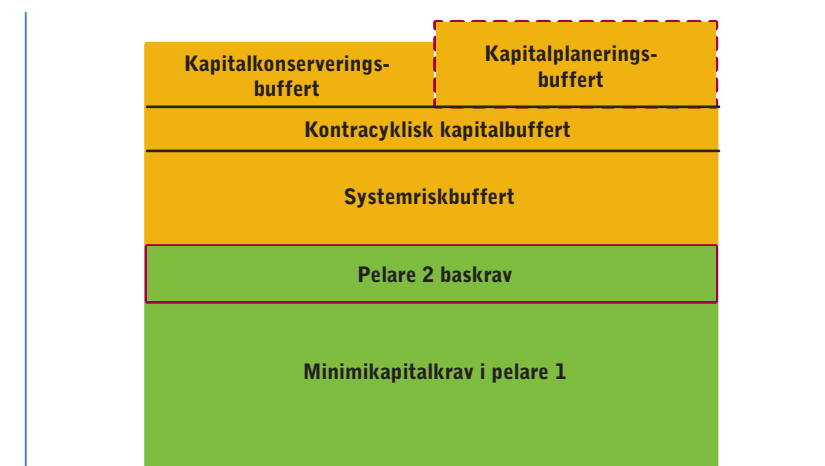 Kapitalkonserverings-
buffert
Kapitalplanerings-
buffert
Kontracyklisk kapitalbuffert
Systemriskbuffert
Pelare 2 baskrav
Minimikapitalkrav i pelare 1